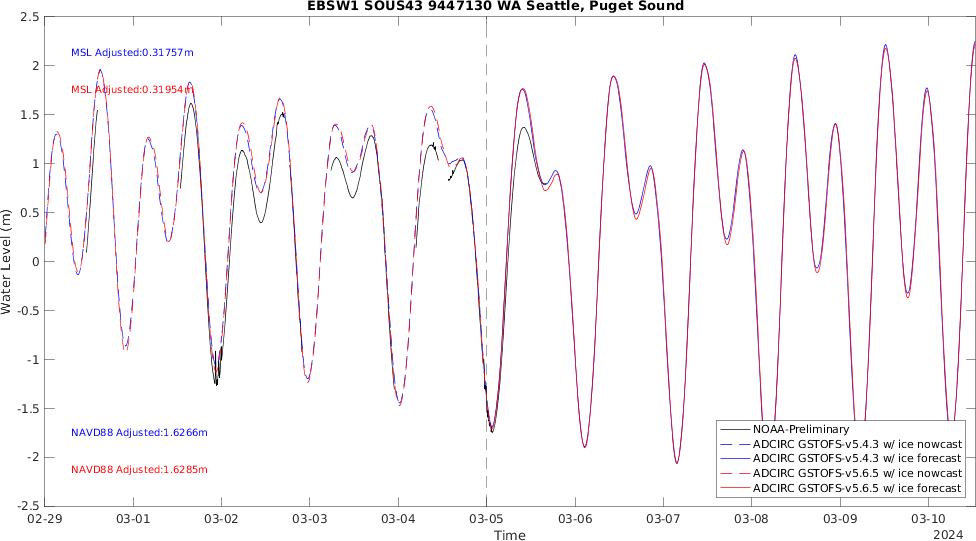 EBSW1 SOUS43 9447130 WA Seattle, Puget Sound
2.5
2
1.5
1
0.5
0
-0.5
-1
-1.5
-2
-2.5
Water Level (m)
MSL Adjusted:0.31757m
MSL Adjusted:0.31954m
NAVD88 Adjusted:1.6266m
NAVD88 Adjusted:1.6285m
NOAA-Preliminary
ADCIRC GSTOFS-v5.4.3 w/ ice nowcast
ADCIRC GSTOFS-v5.4.3 w/ ice forecast
ADCIRC GSTOFS-v5.6.5 w/ ice nowcast
ADCIRC GSTOFS-v5.6.5 w/ ice forecast
02-29 03-01 03-02 03-03 03-04 03-05 03-06 03-07 03-08 03-09 03-10
Time
2024